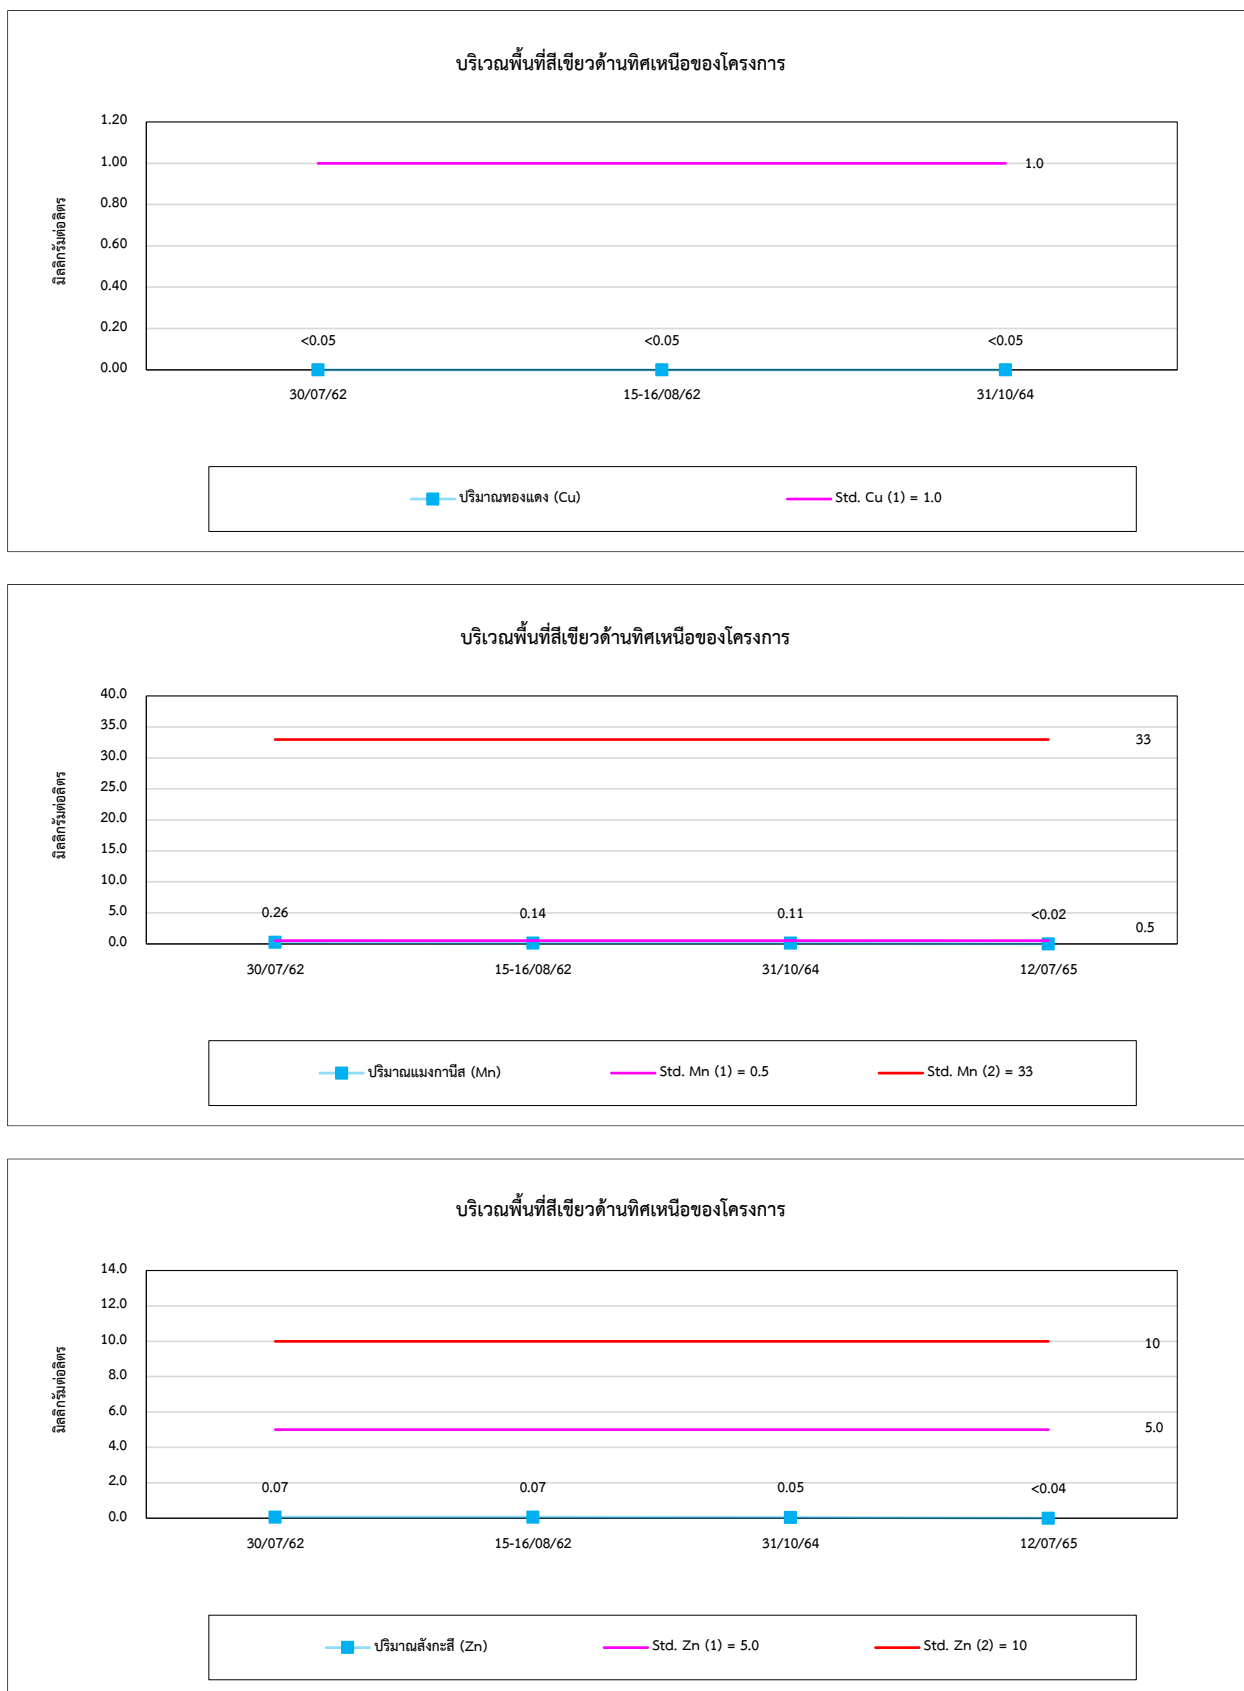 บริเวณพื้นที่สีเขียวด้านทิศเหนือของโครงการ
มิลลิกรัมต่อลิตร
1.20
1.00
0.80
0.60
0.40
0.20
0.00
1.0
<0.05 <0.05 <0.05
30/07/62 15-16/08/62 31/10/64
ปริมาณทองแดง (Cu) Std. Cu (1) = 1.0
บริเวณพื้นที่สีเขียวด้านทิศเหนือของโครงการ
มิลลิกรัมต่อลิตร
40.0
35.0
30.0
25.0
20.0
15.0
10.0
5.0
0.0
33
0.26 0.14 0.11 <0.02
0.5
30/07/62 15-16/08/62 31/10/64 12/07/65
ปริมาณแมงกานีส (Mn) Std. Mn (1) = 0.5 Std. Mn (2) = 33
บริเวณพื้นที่สีเขียวด้านทิศเหนือของโครงการ
มิลลิกรัมต่อลิตร
14.0
12.0
10.0
8.0
6.0
4.0
2.0
0.0
10
5.0
0.07 0.07 0.05 <0.04
30/07/62 15-16/08/62 31/10/64 12/07/65
ปริมาณสังกะสี (Zn) Std. Zn (1) = 5.0 Std. Zn (2) = 10